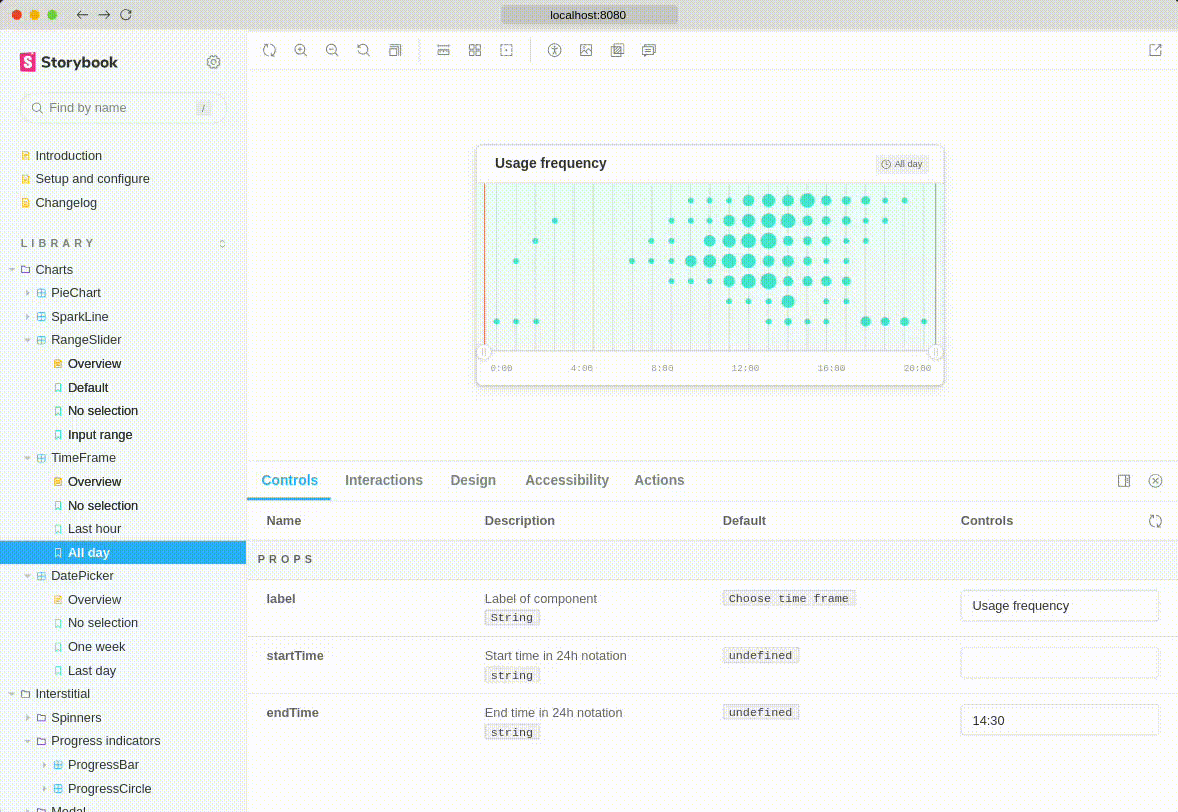 localhost:8080
Storybook
Find by name
/
Introduction
Setup and configure
Changelog
LIBRARY
Charts
PieChart
SparkLine
RangeSlider
Overview
Default
No selection
Input range
TimeFrame
Overview
No selection
Last hour
All day
DatePicker
Overview
No selection
One week
Last day
Interstitial
Spinners
Progress indicators
ProgressBar
ProgressCircle
Modal
Usage frequency
All day
0:00 4:00 8:00 12:00 16:00 20:00
Controls Interactions Design Accessibility Actions
Name Description Default Controls
PROPS
label Label of component Choose time frame Usage frequency
String
startTime Start time in 24h notation undefined
string
endTime End time in 24h notation undefined 14:30
string